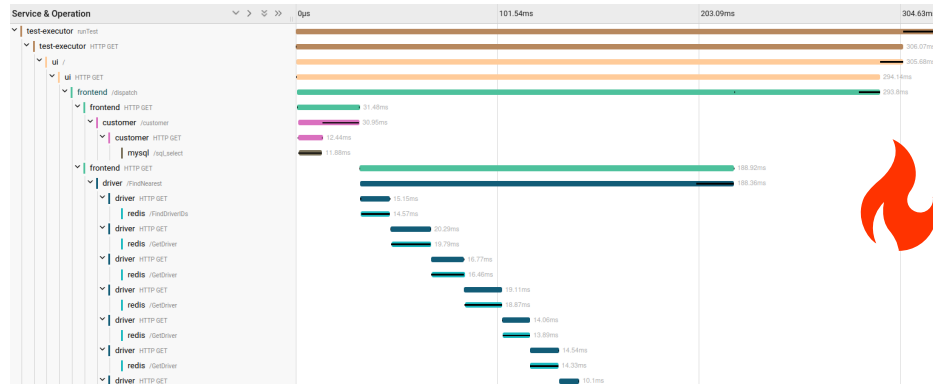 Service & Operation 0μs 101.54ms 203.09ms 304.63m
test-executor runTest
test-executor HTTP GET 306.07ms
ui / 305.68ms
ui HTTP GET 294.14ms
frontend /dispatch 293.8ms
frontend HTTP GET 31.48ms
customer /customer 30.95ms
customer HTTP GET 12.44ms
mysql /sql_select 11.88ms
frontend HTTP GET 188.92ms
driver /FindNearest 188.36ms
driver HTTP GET 15.15ms
redis /FindDriverIDs 14.57ms
driver HTTP GET 20.29ms
redis /GetDriver 19.79ms
driver HTTP GET 16.77ms
redis /GetDriver 16.46ms
driver HTTP GET 19.11ms
redis /GetDriver 18.87ms
driver HTTP GET 14.06ms
redis /GetDriver 13.89ms
driver HTTP GET 14.54ms
redis /GetDriver 14.33ms
driver HTTP GET 10.1ms